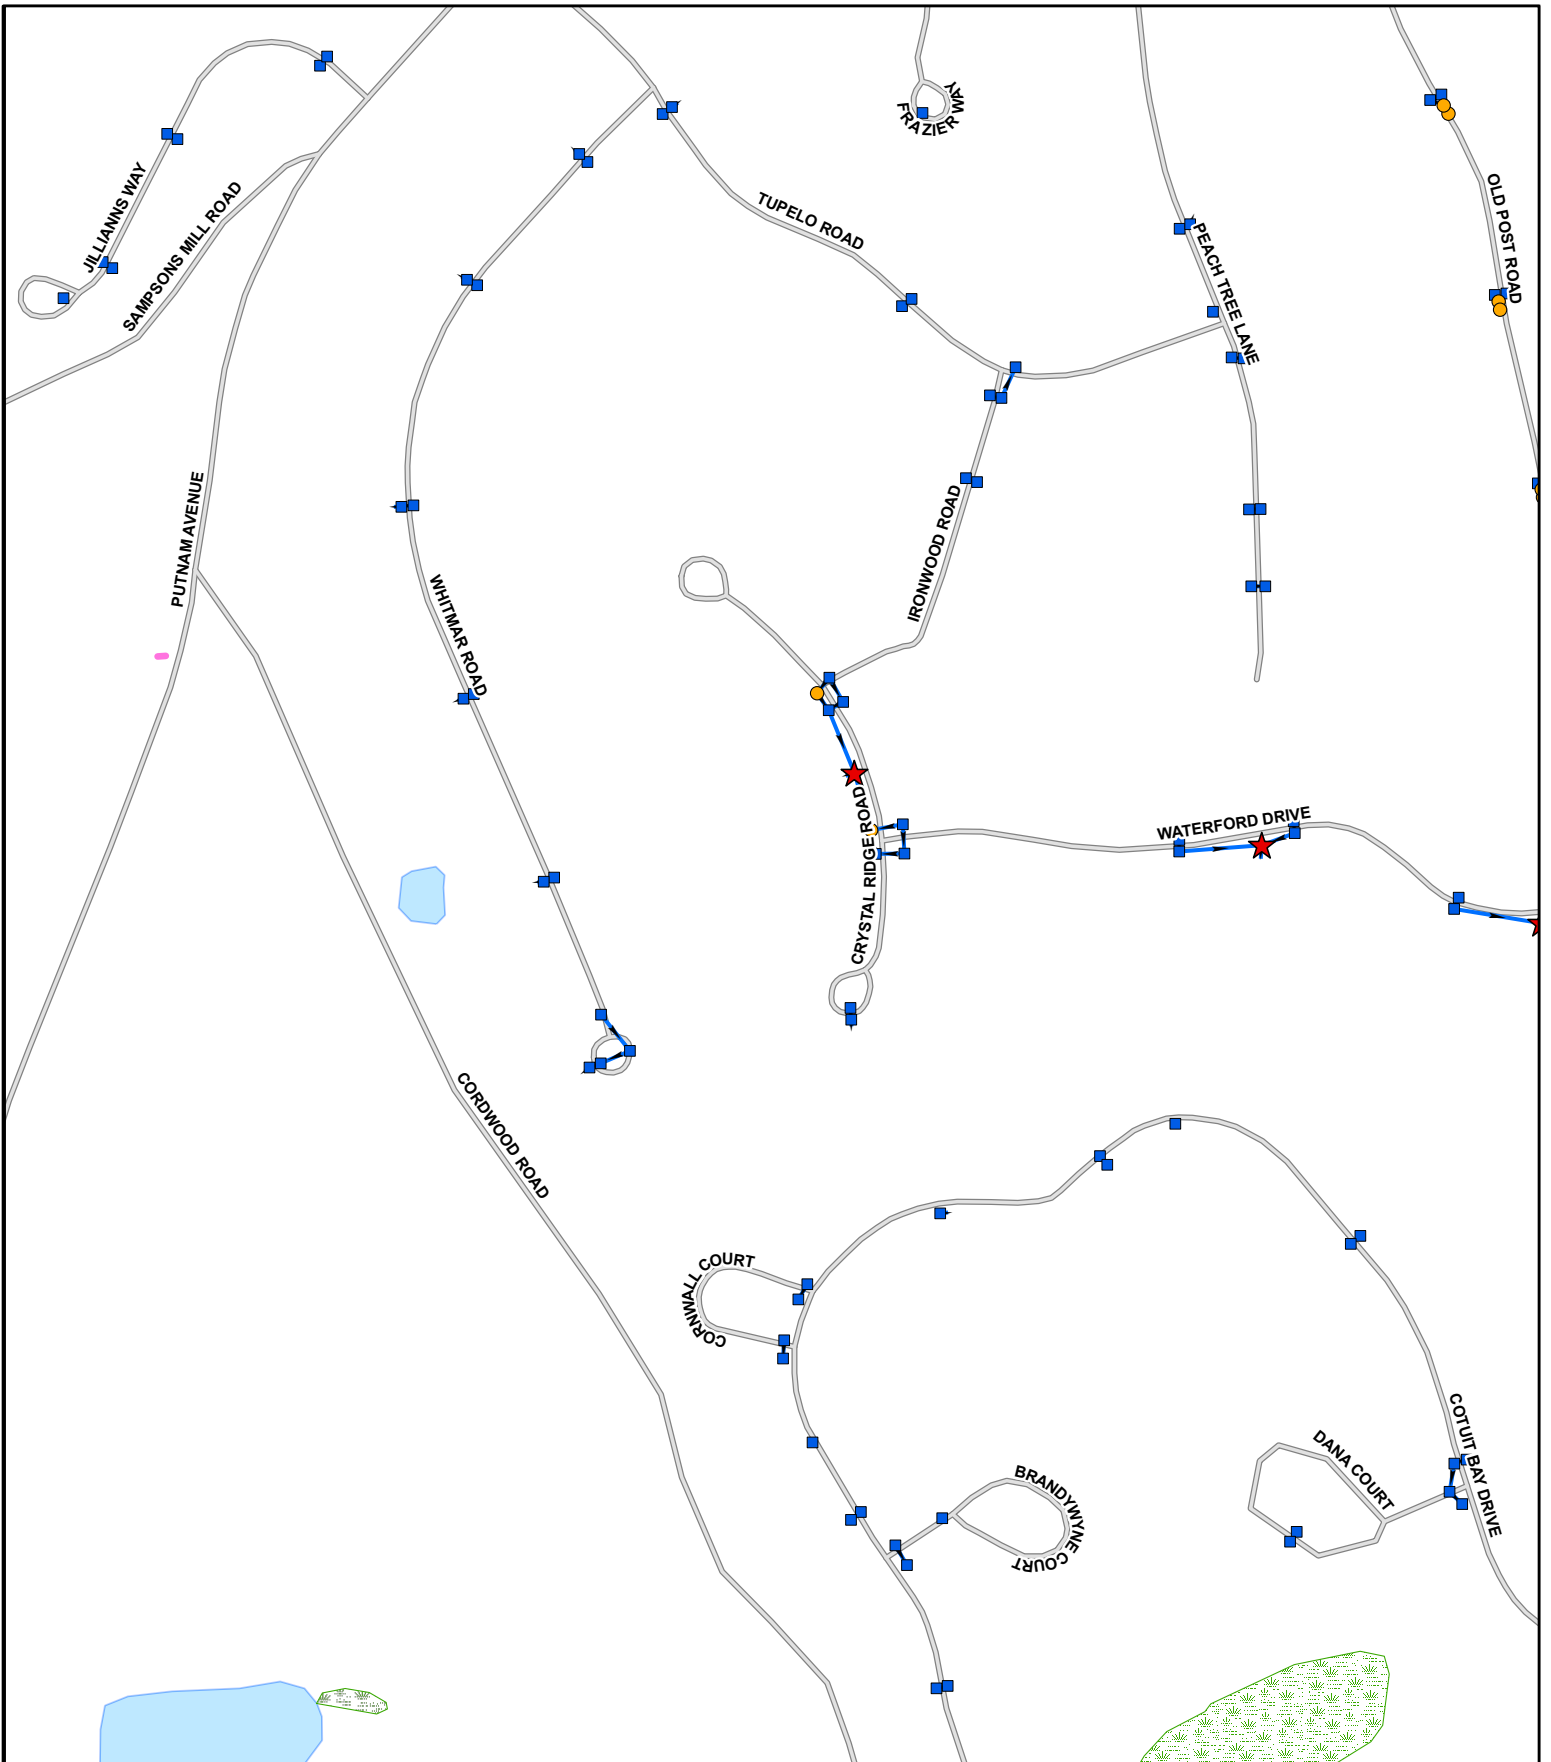 FRAZIER WAY
JILLIANNS WAY
SAMPSONS MILL ROAD
TUPELO ROAD
PEACH TREE LANE
OLD POST ROAD
PUTNAM AVENUE
IRONWOOD ROAD
WHITMAR ROAD
CRYSTAL RIDGE ROAD
WATERFORD DRIVE
CORDWOOD ROAD
CORNWALL COURT
BRANDYWYNE COURT
DANA COURT
COTUIT BAY DRIVE